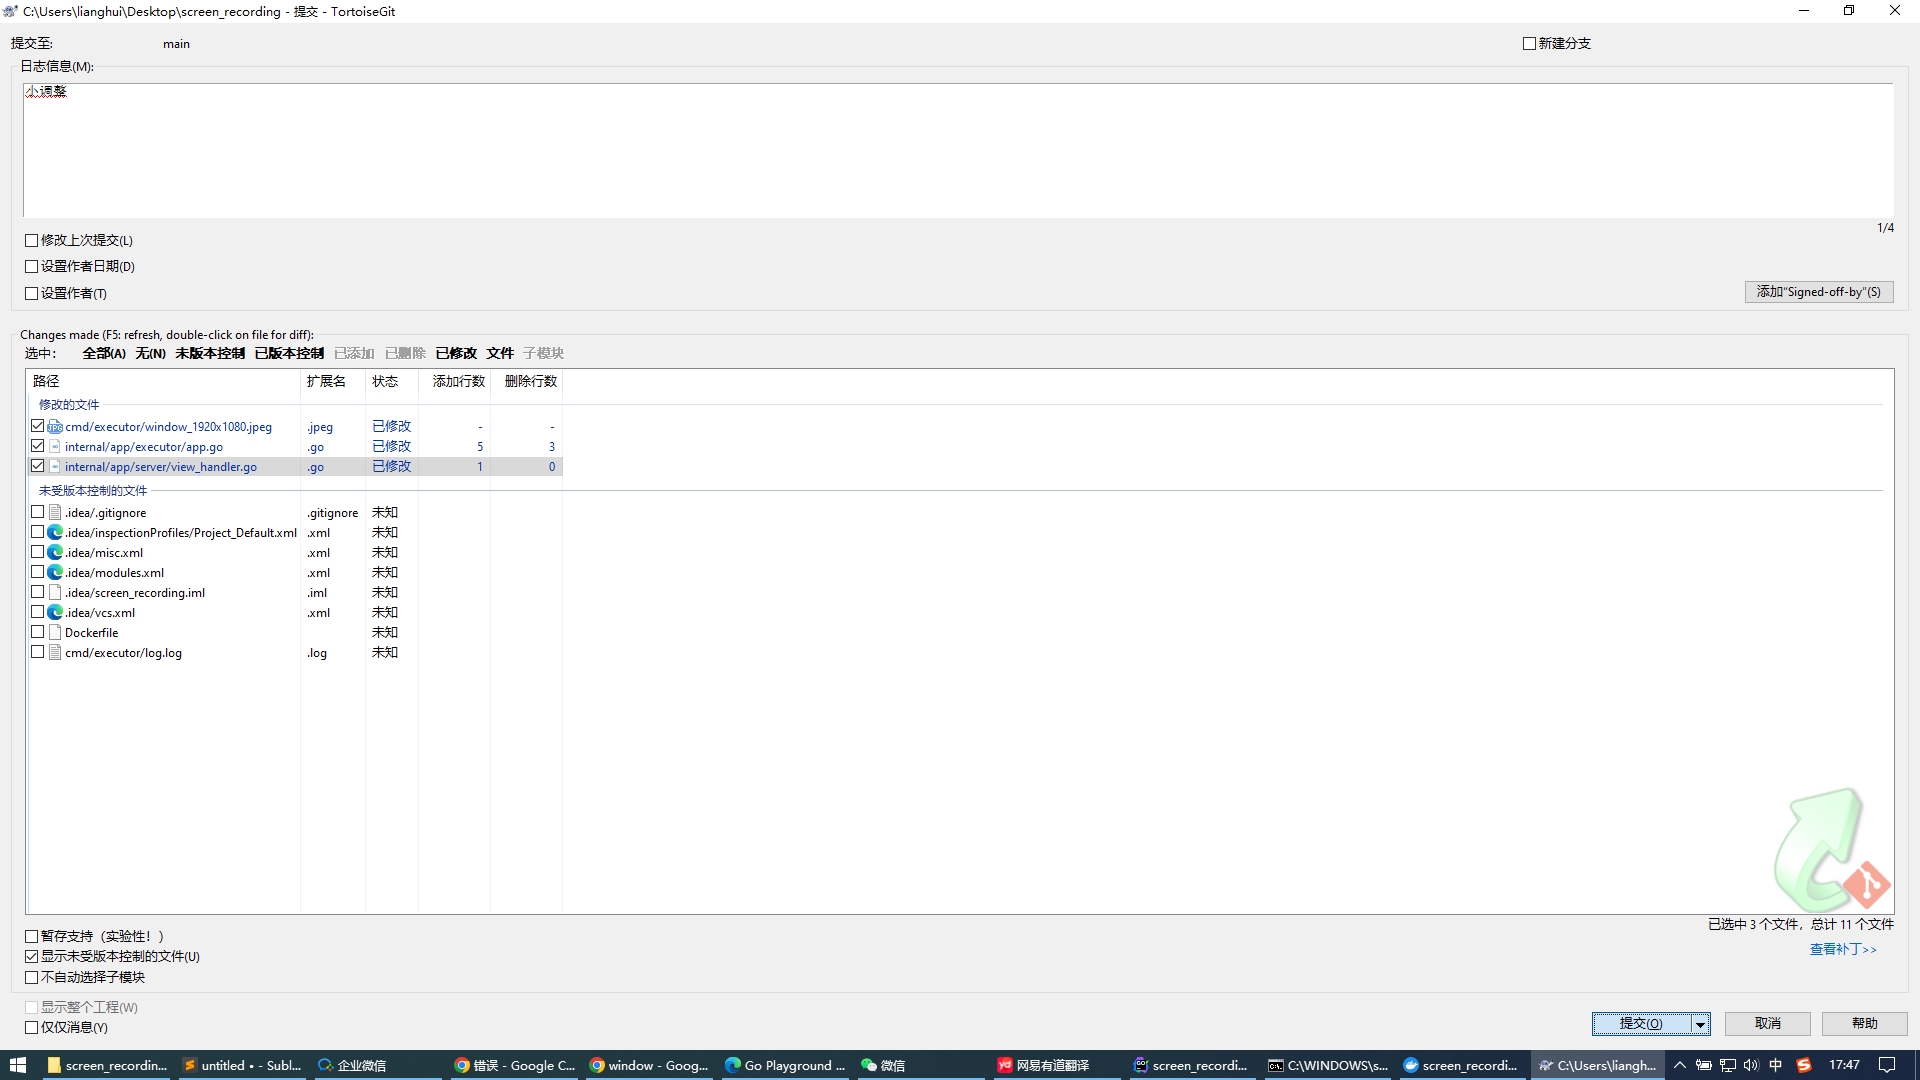 C:\Users\lianghui\Desktop\screen_recording - 提交 - TortoiseGit
提交至: main 新建分支
日志信息(M):
小调整
1/4
修改上次提交(L)
设置作者日期(D)
设置作者(T)
添加"Signed-off-by"(S)
Changes made (F5: refresh, double-click on file for diff):
选中: 全部(A) 无(N) 未版本控制 已版本控制 已添加 已删除 已修改 文件 子模块
路径 扩展名 状态 添加行数 删除行数
修改的文件
cmd/executor/window_1920x1080.jpeg .jpeg 已修改 - -
internal/app/executor/app.go .go 已修改 5 3
internal/app/server/view_handler.go .go 已修改 1 0
未受版本控制的文件
.idea/.gitignore .gitignore 未知
.idea/inspectionProfiles/Project_Default.xml .xml 未知
.idea/misc.xml .xml 未知
.idea/modules.xml .xml 未知
.idea/screen_recording.iml .iml 未知
.idea/vcs.xml .xml 未知
Dockerfile 未知
cmd/executor/log.log .log 未知
已选中 3 个文件，总计 11 个文件
暂存支持（实验性！）
查看补丁>>
显示未受版本控制的文件(U)
不自动选择子模块
显示整个工程(W)
仅仅消息(Y)
提交(O) 取消 帮助
screen_recordin... untitled • - Subl... 企业微信 错误 - Google C... window - Goog... Go Playground ... 微信 网易有道翻译 screen_recordi... C:\WINDOWS\s... screen_recordi... C:\Users\liangh... 中 17:47